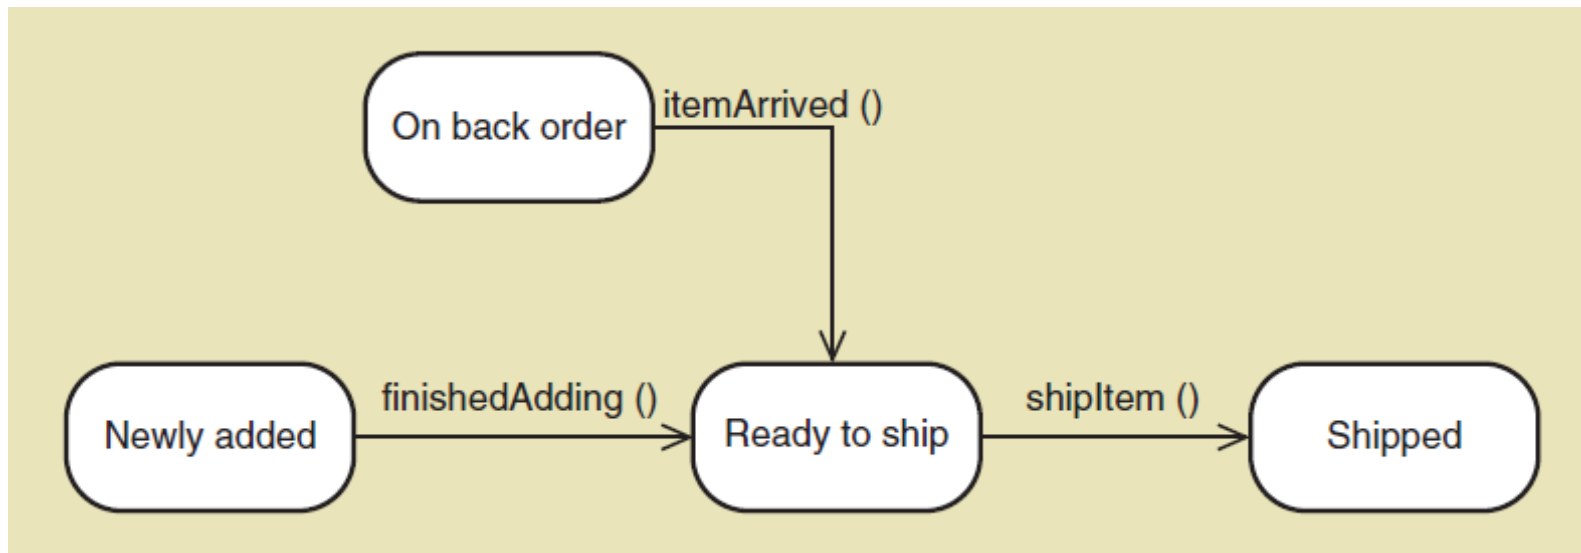 itemArrived ()
On back order
finishedAdding ()
shipItem ()
Newly added
Ready to ship
Shipped